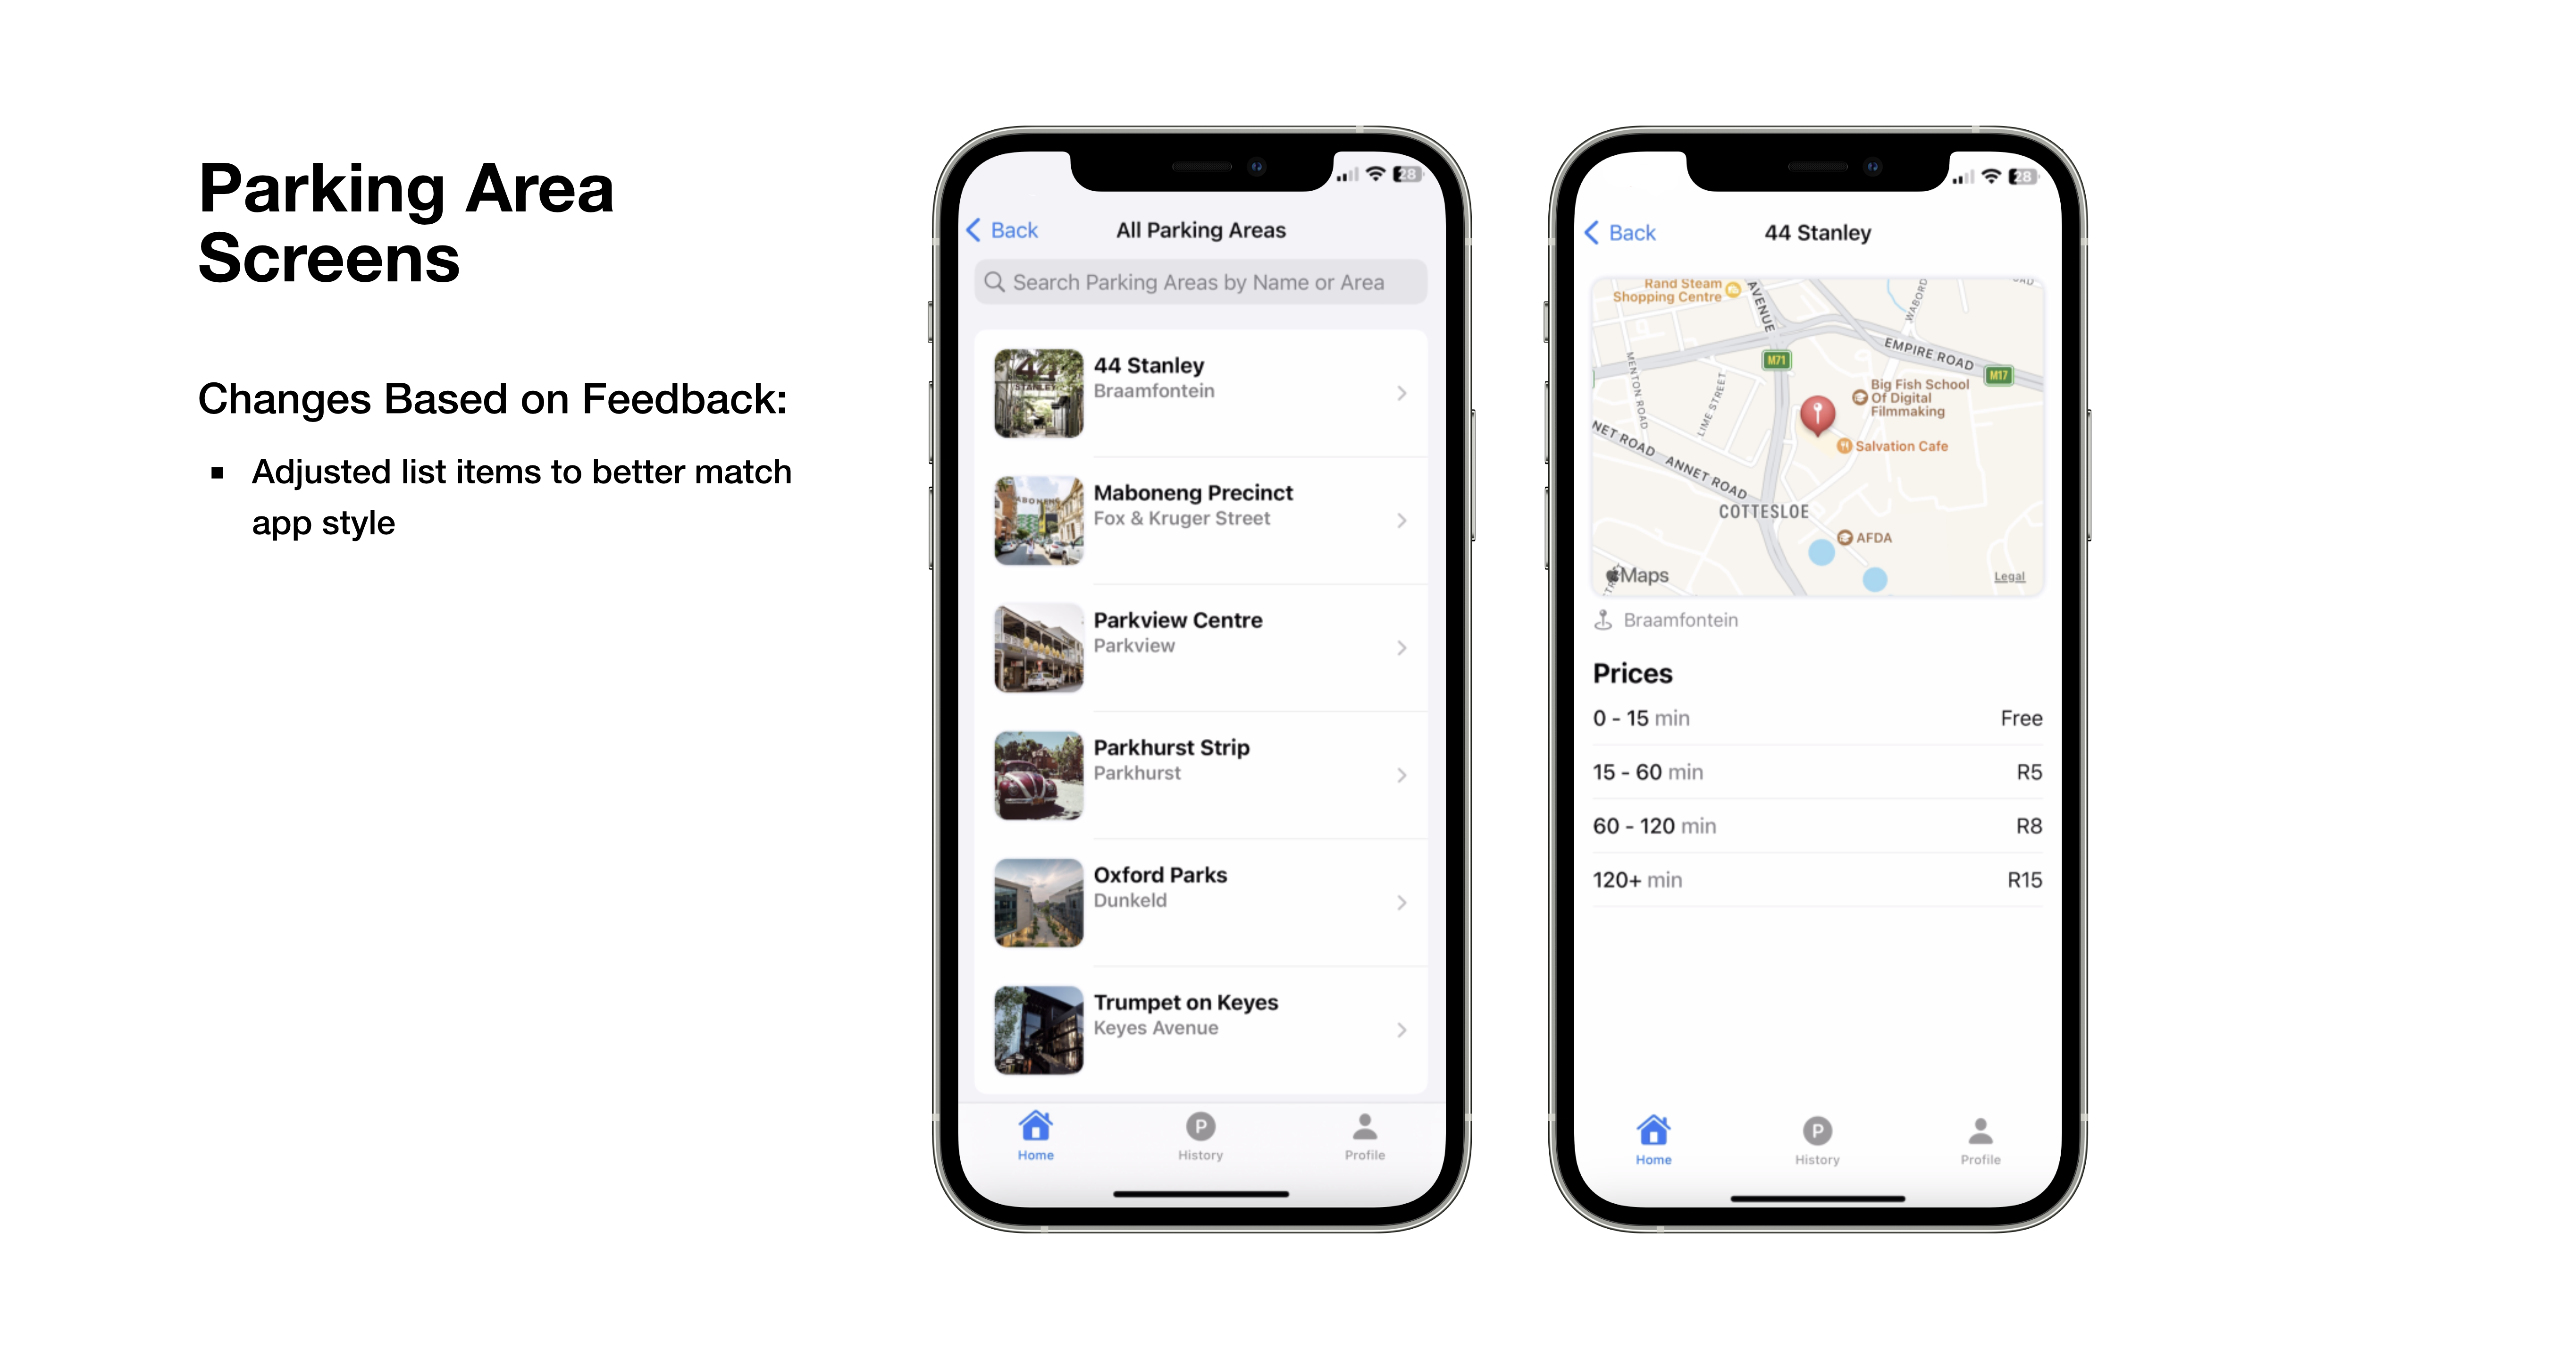 Parking Area
Screens
Changes Based on Feedback:
▪ Adjusted list items to better match
app style
28
Back
All Parking Areas
Search Parking Areas by Name or Area
44 Stanley
Braamfontein
Maboneng Precinct
Fox & Kruger Street
Parkview Centre
Parkview
Parkhurst Strip
Parkhurst
Oxford Parks
Dunkeld
Trumpet on Keyes
Keyes Avenue
Home
P
History
Profile
28
Back
44 Stanley
Rand Steam
Shopping Centre
AVENUE
WABORD
EMPIRE ROAD
M71
M17
MENTON ROAD
LIME STREET
Big Fish School
Of Digital
Filmmaking
Salvation Cafe
NET ROAD
ANNET ROAD
COTTESLOE
AFDA
Maps
Legal
Braamfontein
Prices
0 - 15 min
Free
15 - 60 min
R5
60 - 120 min
R8
120+ min
R15
Home
P
History
Profile